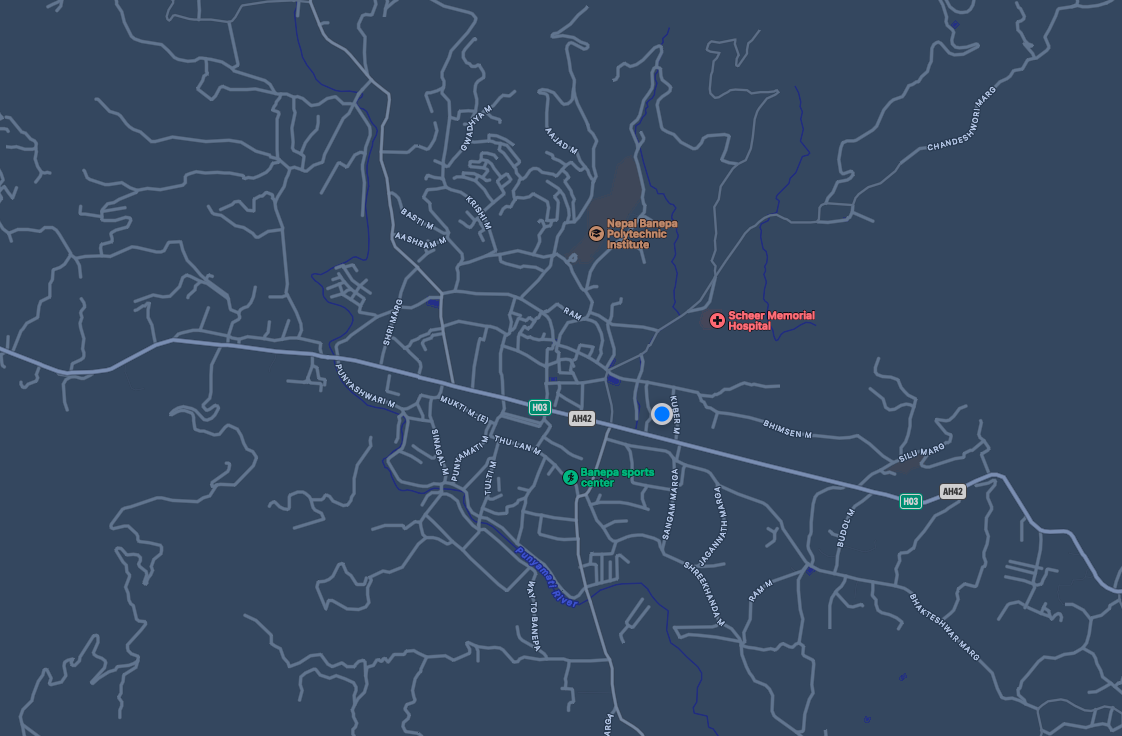 GWADHYA M
AAJAD M
CHANDESHWORI MARG
KRISHI M
BASTI M
AASHRAM M
Nepal Banepa
Polytechnic
Institute
SHRI MARG
RAM
Scheer Memorial
Hospital
PUNYASHWARI M
MUKTI M (E)
H03
AH42
KUBER M
BHIMSEN M
SINAGAL M
PUNYAMATI M
TULTI M
THU LAN M
Banepa sports
center
SILU MARG
H03
AH42
SANGAM MARGA
JAGANNATH MARGA
BUDOL M
Punyamati River
WAY TO BANEPA
SHREEKHANDA M
RAM M
BHAKTESHWAR MARG